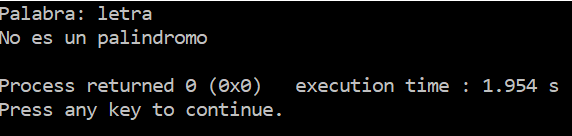 Palabra: letra
No es un palindromo
Process returned 0 (0x0)   execution time : 1.954 s
Press any key to continue.